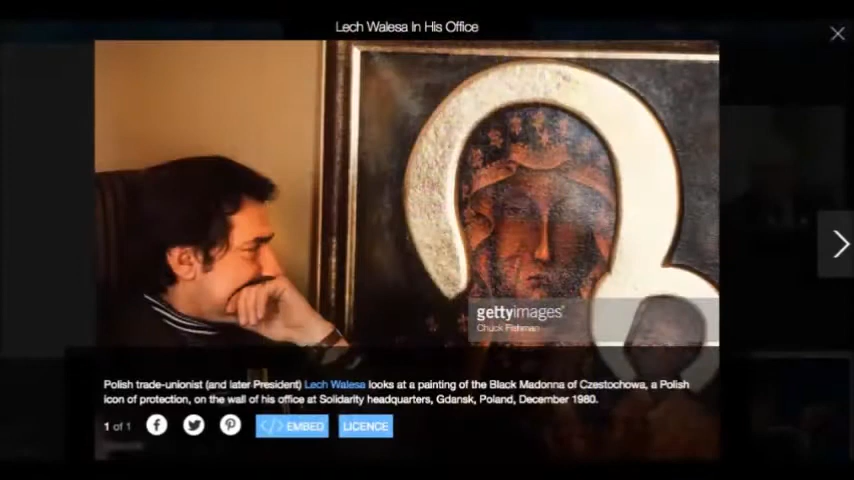 Lech Walesa In His Office
gettyimages®
Chuck Fishman
Polish trade-unionist (and later President) Lech Walesa looks at a painting of the Black Madonna of Czestochowa, a Polish
icon of protection, on the wall of his office at Solidarity headquarters, Gdansk, Poland, December 1980.
1 of 1
</> EMBED
LICENCE